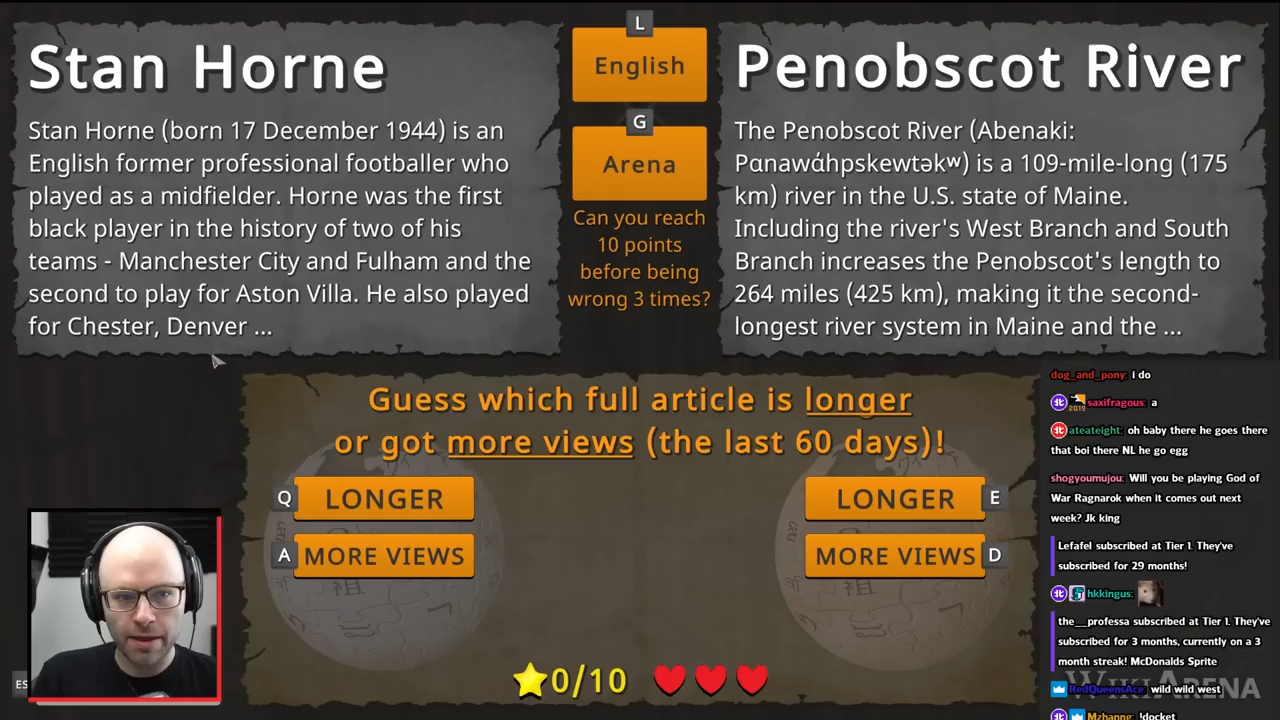 Stan Horne
Stan Horne (born 17 December 1944) is an
English former professional footballer who
played as a midfielder. Horne was the first
black player in the history of two of his
teams - Manchester City and Fulham and the
second to play for Aston Villa. He also played
for Chester, Denver ...
L
English
G
Arena
Can you reach
10 points
before being
wrong 3 times?
Penobscot River
The Penobscot River (Abenaki:
Pαnawάhpskewtəkʷ) is a 109-mile-long (175
km) river in the U.S. state of Maine.
Including the river's West Branch and South
Branch increases the Penobscot's length to
264 miles (425 km), making it the second-
longest river system in Maine and the ...
Guess which full article is longer
or got more views (the last 60 days)!
Q LONGER
A MORE VIEWS
LONGER E
MORE VIEWS D
0/10
ES
dog_and_pony: i do
2019 saxifragous: a
ateateight: oh baby there he goes there
that boi there NL he go egg
shogyoumujou: Will you be playing God of
War Ragnarok when it comes out next
week? Jk king
Lefafel subscribed at Tier 1. They've
subscribed for 29 months!
hkkingus:
the__professa subscribed at Tier 1. They've
subscribed for 3 months, currently on a 3
month streak! McDonalds Sprite
RedQueensAce: wild wild west
Mzhanng: !docket
WIKIARENA